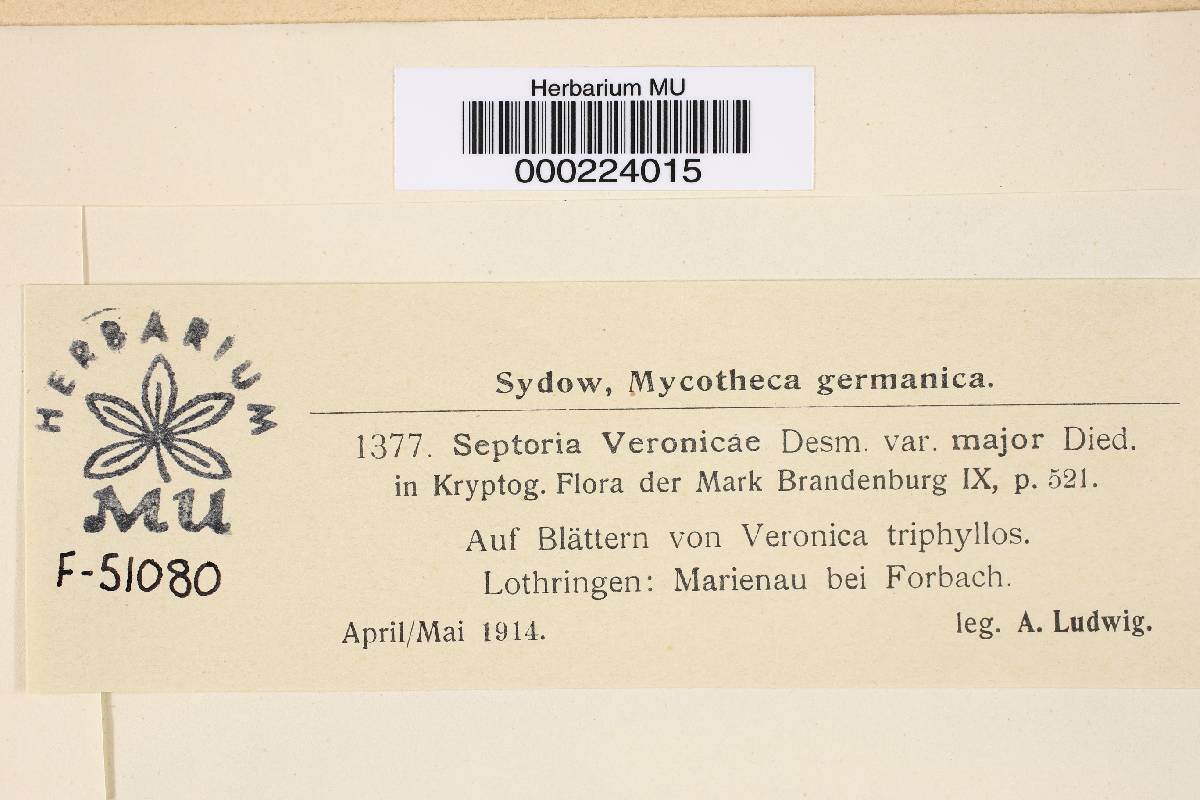 Herbarium MU
000224015
HERBARIUM
MU
F-51080
Sydow, Mycotheca germanica.
1377. Septoria Veronicae Desm. var. major Died.
in Kryptog. Flora der Mark Brandenburg IX, p. 521.
Auf Blättern von Veronica triphyllos.
Lothringen: Marienau bei Forbach.
April/Mai 1914.
leg. A. Ludwig.